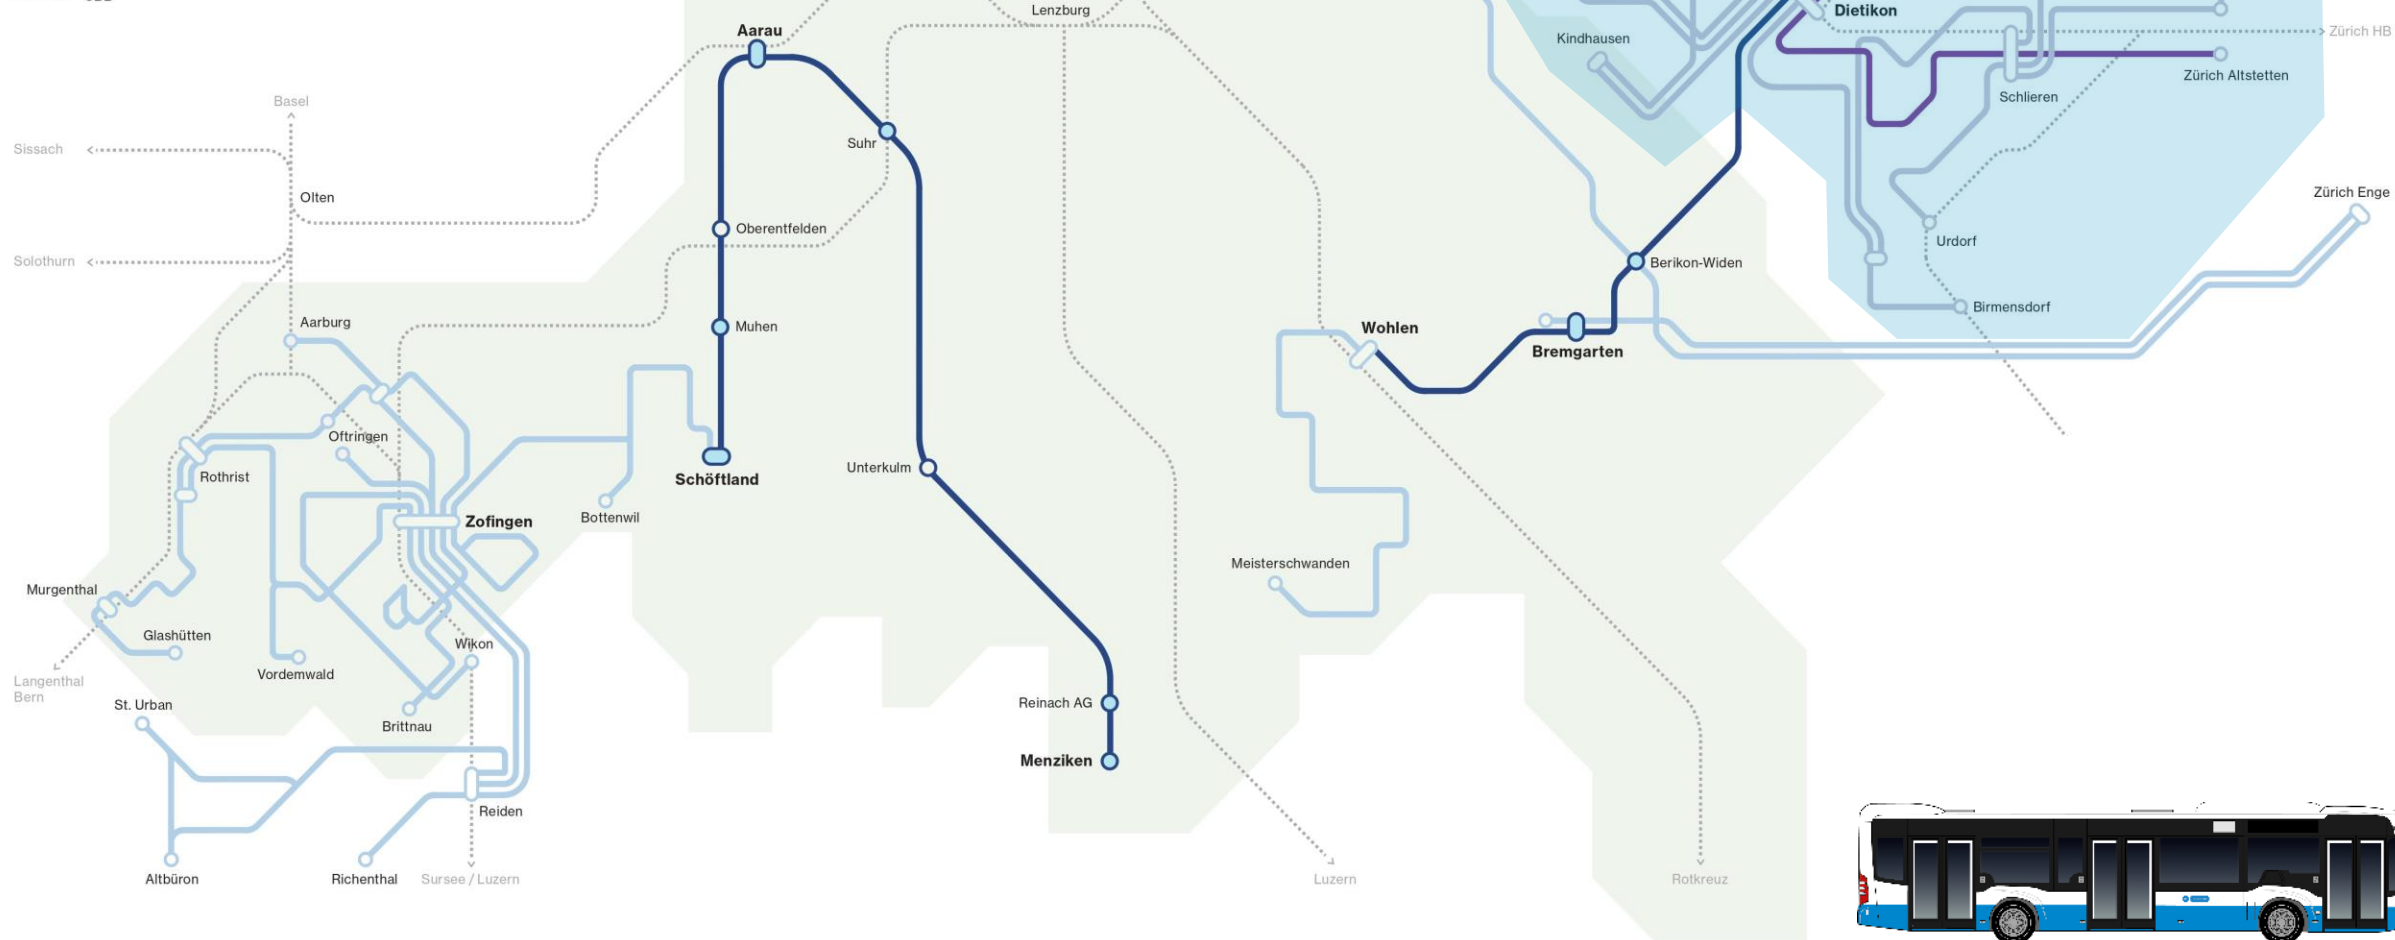 Lenzburg
Dietikon
Aarau
Kindhausen
Zürich HB
Zürich Altstetten
Schlieren
Basel
Suhr
Sissach
Olten
Zürich Enge
Oberentfelden
Urdorf
Solothurn
Berikon-Widen
Birmensdorf
Aarburg
Muhen
Wohlen
Bremgarten
Oftringen
Rothrist
Schöftland
Unterkulm
Bottenwil
Zofingen
Meisterschwanden
Murgenthal
Glashütten
Wikon
Vordemwald
Langenthal
Bern
St. Urban
Brittnau
Reinach AG
Menziken
Reiden
Altbüron
Richenthal
Sursee / Luzern
Luzern
Rotkreuz